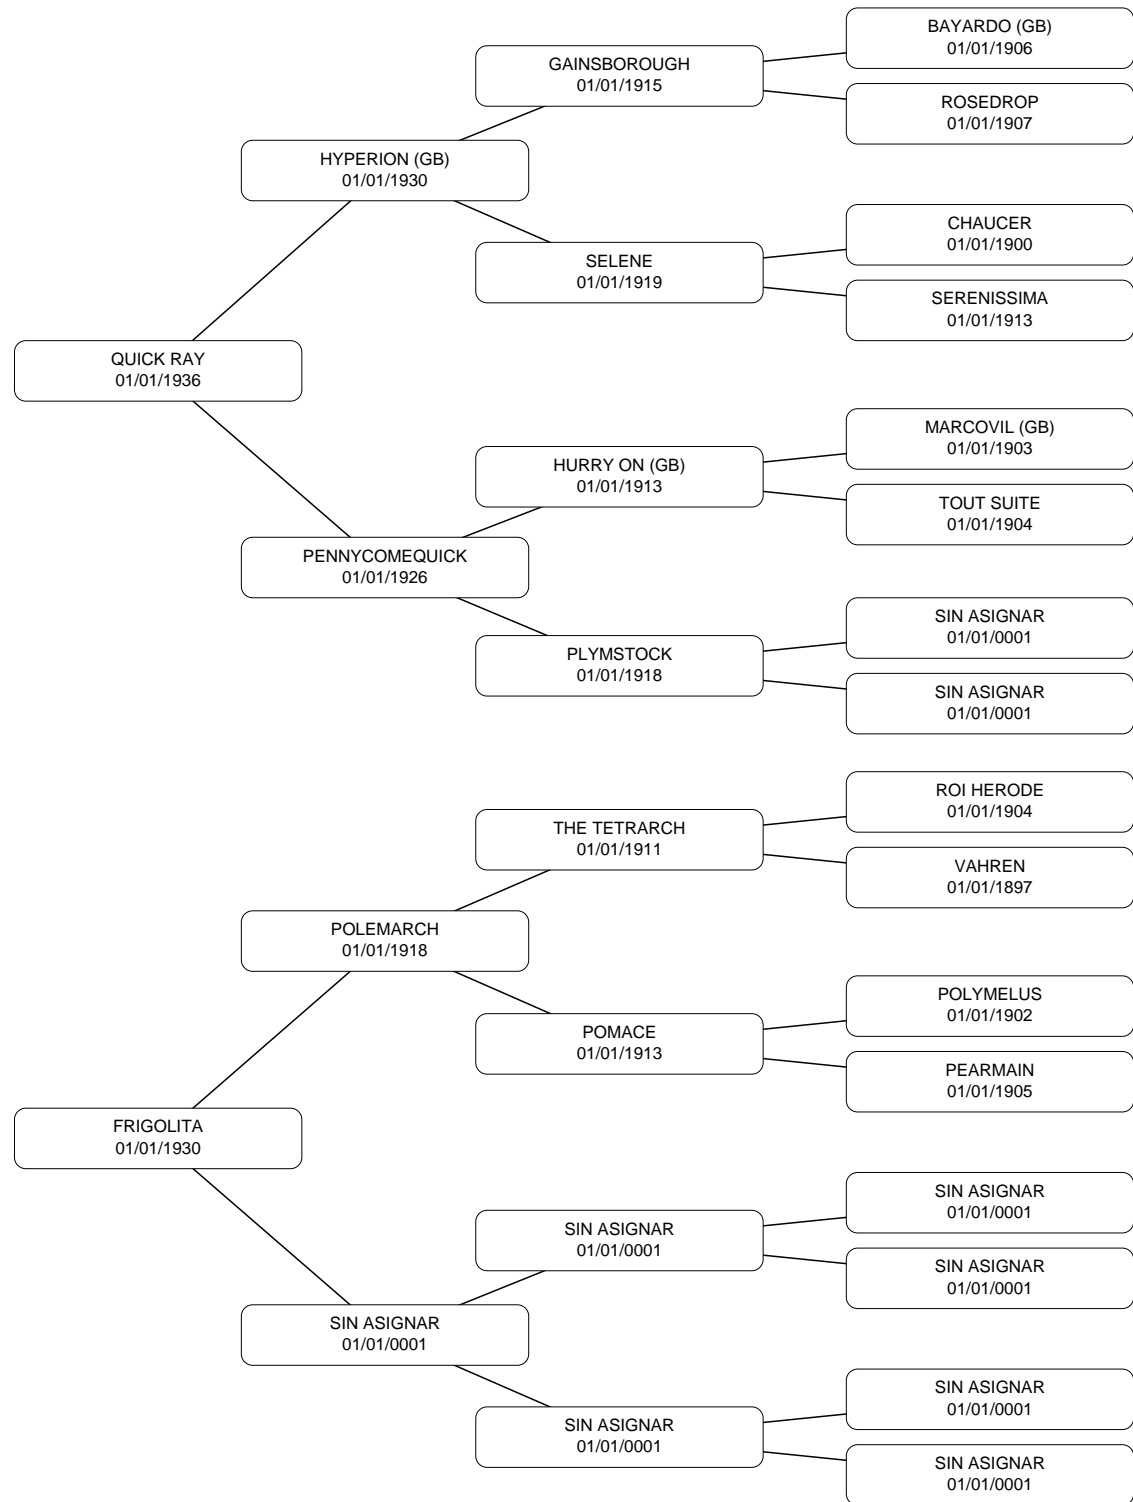 BAYARDO (GB)
01/01/1906
GAINSBOROUGH
01/01/1915
ROSEDROP
01/01/1907
HYPERION (GB)
01/01/1930
CHAUCER
01/01/1900
SELENE
01/01/1919
SERENISSIMA
01/01/1913
QUICK RAY
01/01/1936
MARCOVIL (GB)
01/01/1903
HURRY ON (GB)
01/01/1913
TOUT SUITE
01/01/1904
PENNYCOMEQUICK
01/01/1926
SIN ASIGNAR
01/01/0001
PLYMSTOCK
01/01/1918
SIN ASIGNAR
01/01/0001
ROI HERODE
01/01/1904
THE TETRARCH
01/01/1911
VAHREN
01/01/1897
POLEMARCH
01/01/1918
POLYMELUS
01/01/1902
POMACE
01/01/1913
PEARMAIN
01/01/1905
FRIGOLITA
01/01/1930
SIN ASIGNAR
01/01/0001
SIN ASIGNAR
01/01/0001
SIN ASIGNAR
01/01/0001
SIN ASIGNAR
01/01/0001
SIN ASIGNAR
01/01/0001
SIN ASIGNAR
01/01/0001
SIN ASIGNAR
01/01/0001